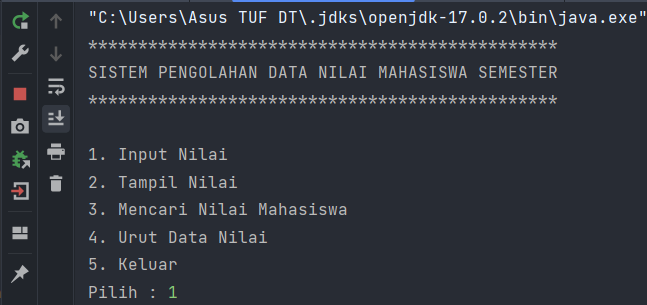 "C:\Users\Asus TUF DT\.jdks\openjdk-17.0.2\bin\java.exe"
***********************************************
SISTEM PENGOLAHAN DATA NILAI MAHASISWA SEMESTER
***********************************************
1. Input Nilai
2. Tampil Nilai
3. Mencari Nilai Mahasiswa
4. Urut Data Nilai
5. Keluar
Pilih : 1